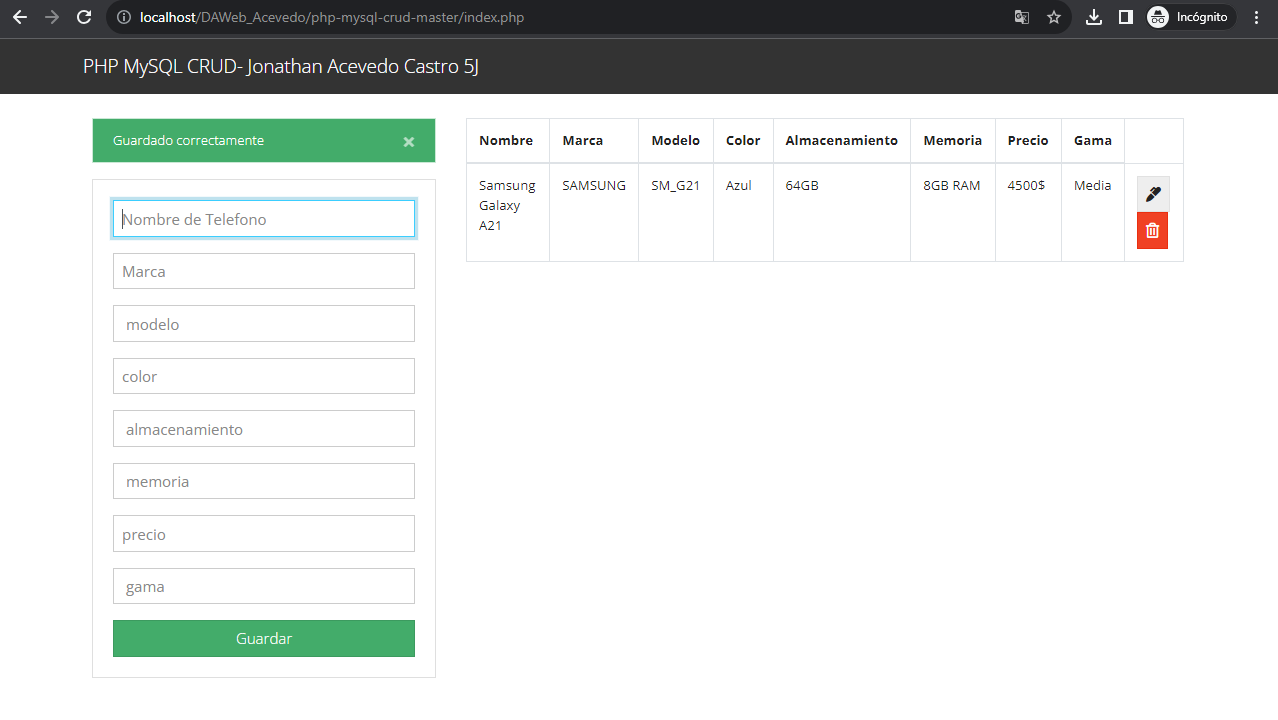 localhost/DAWeb_Acevedo/php-mysql-crud-master/index.php
Incógnito
PHP MySQL CRUD- Jonathan Acevedo Castro 5J
Guardado correctamente ×
Nombre de Telefono
Marca
modelo
color
almacenamiento
memoria
precio
gama
Guardar
Nombre Marca Modelo Color Almacenamiento Memoria Precio Gama
Samsung SAMSUNG SM_G21 Azul 64GB 8GB RAM 4500$ Media
Galaxy
A21